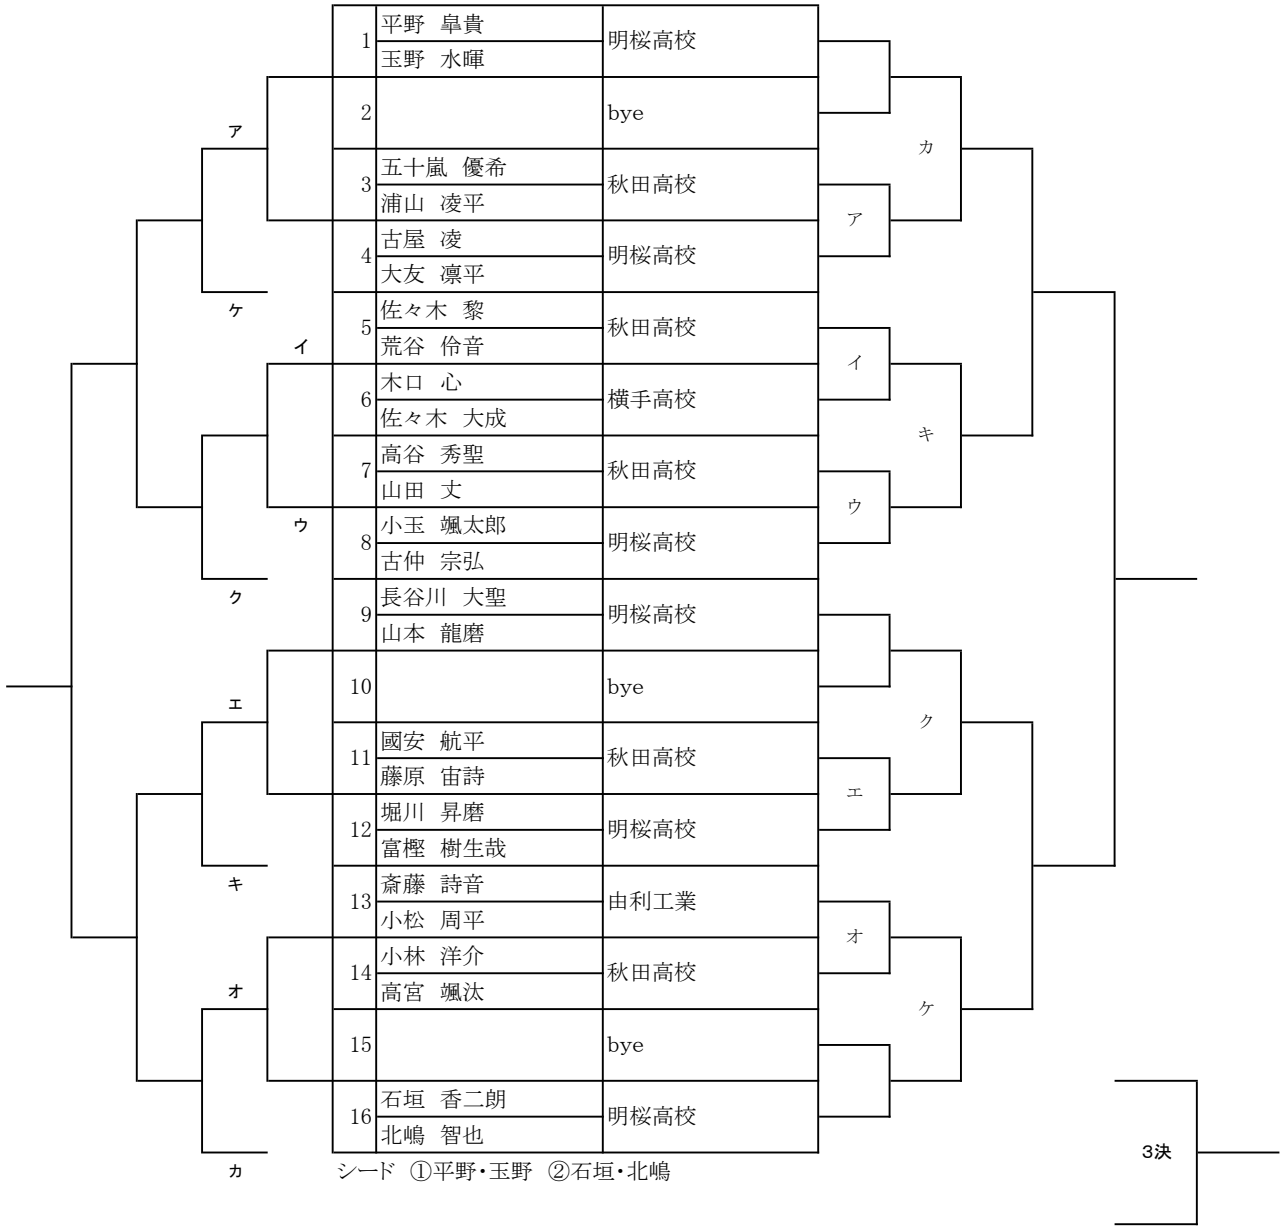 1 平野 皐貴 明桜高校
玉野 水暉
2 bye
3 五十嵐 優希 秋田高校
浦山 凌平
4 古屋 凌 明桜高校
大友 凛平
5 佐々木 黎 秋田高校
荒谷 伶音
6 木口 心 横手高校
佐々木 大成
7 高谷 秀聖 秋田高校
山田 丈
8 小玉 颯太郎 明桜高校
古仲 宗弘
9 長谷川 大聖 明桜高校
山本 龍磨
10 bye
11 國安 航平 秋田高校
藤原 宙詩
12 堀川 昇磨 明桜高校
富樫 樹生哉
13 斎藤 詩音 由利工業
小松 周平
14 小林 洋介 秋田高校
高宮 颯汰
15 bye
16 石垣 香二朗 明桜高校
北嶋 智也
シード ①平野・玉野 ②石垣・北嶋
ア
ケ
イ
ウ
ク
エ
キ
オ
カ
カ
ア
イ
キ
ウ
ク
エ
オ
ケ
3決